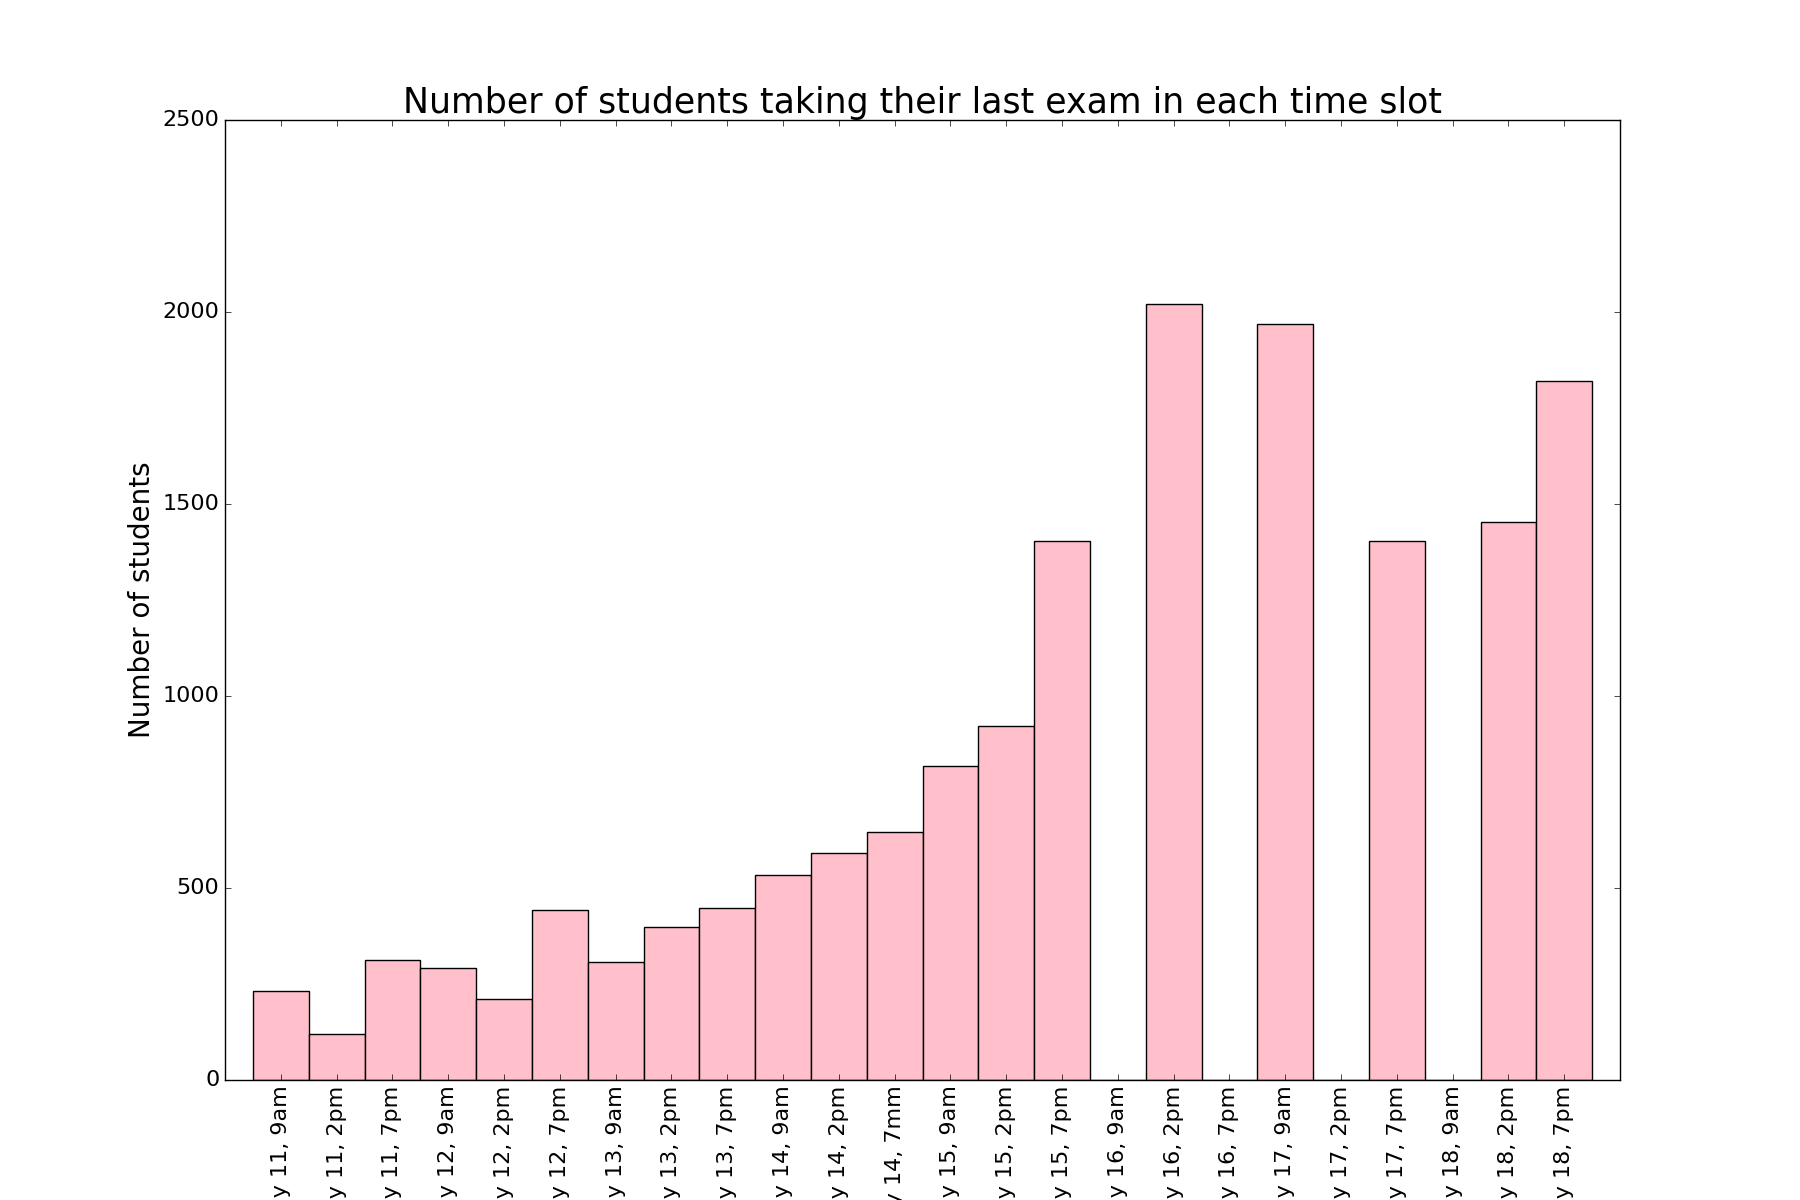 Number of students taking their last exam in each time slot
Number of students
2500
2000
1500
1000
500
0
y 11, 9am
y 11, 2pm
y 11, 7pm
y 12, 9am
y 12, 2pm
y 12, 7pm
y 13, 9am
y 13, 2pm
y 13, 7pm
y 14, 9am
y 14, 2pm
y 14, 7mm
y 15, 9am
y 15, 2pm
y 15, 7pm
y 16, 9am
y 16, 2pm
y 16, 7pm
y 17, 9am
y 17, 2pm
y 17, 7pm
y 18, 9am
y 18, 2pm
y 18, 7pm